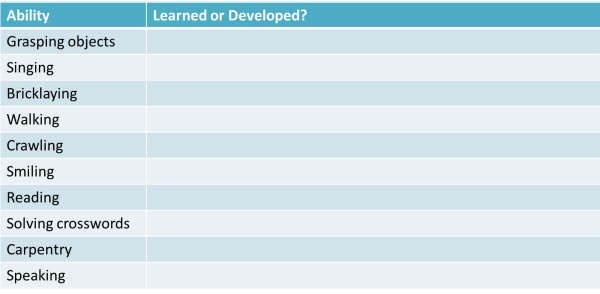 Ability Learned or Developed?
Grasping objects
Singing
Bricklaying
Walking
Crawling
Smiling
Reading
Solving crosswords
Carpentry
Speaking